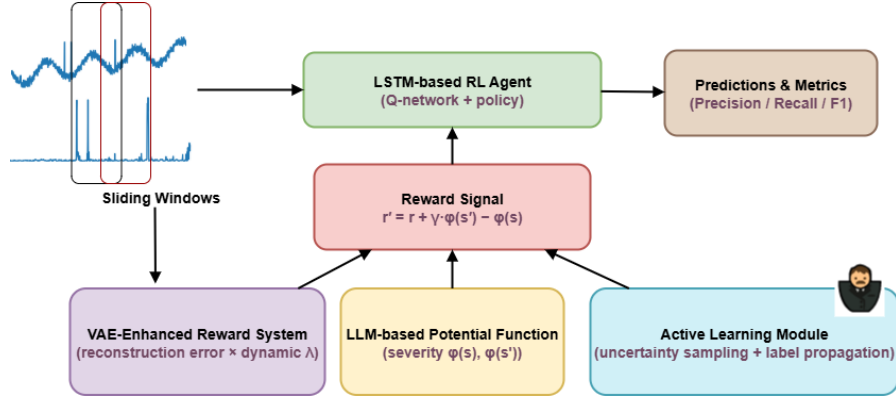 LSTM-based RL Agent
(Q-network + policy)
Predictions & Metrics
(Precision / Recall / F1)
Sliding Windows
Reward Signal
r′ = r + γ·φ(s′) − φ(s)
VAE-Enhanced Reward System
(reconstruction error × dynamic λ)
LLM-based Potential Function
(severity φ(s), φ(s'))
Active Learning Module
(uncertainty sampling + label propagation)